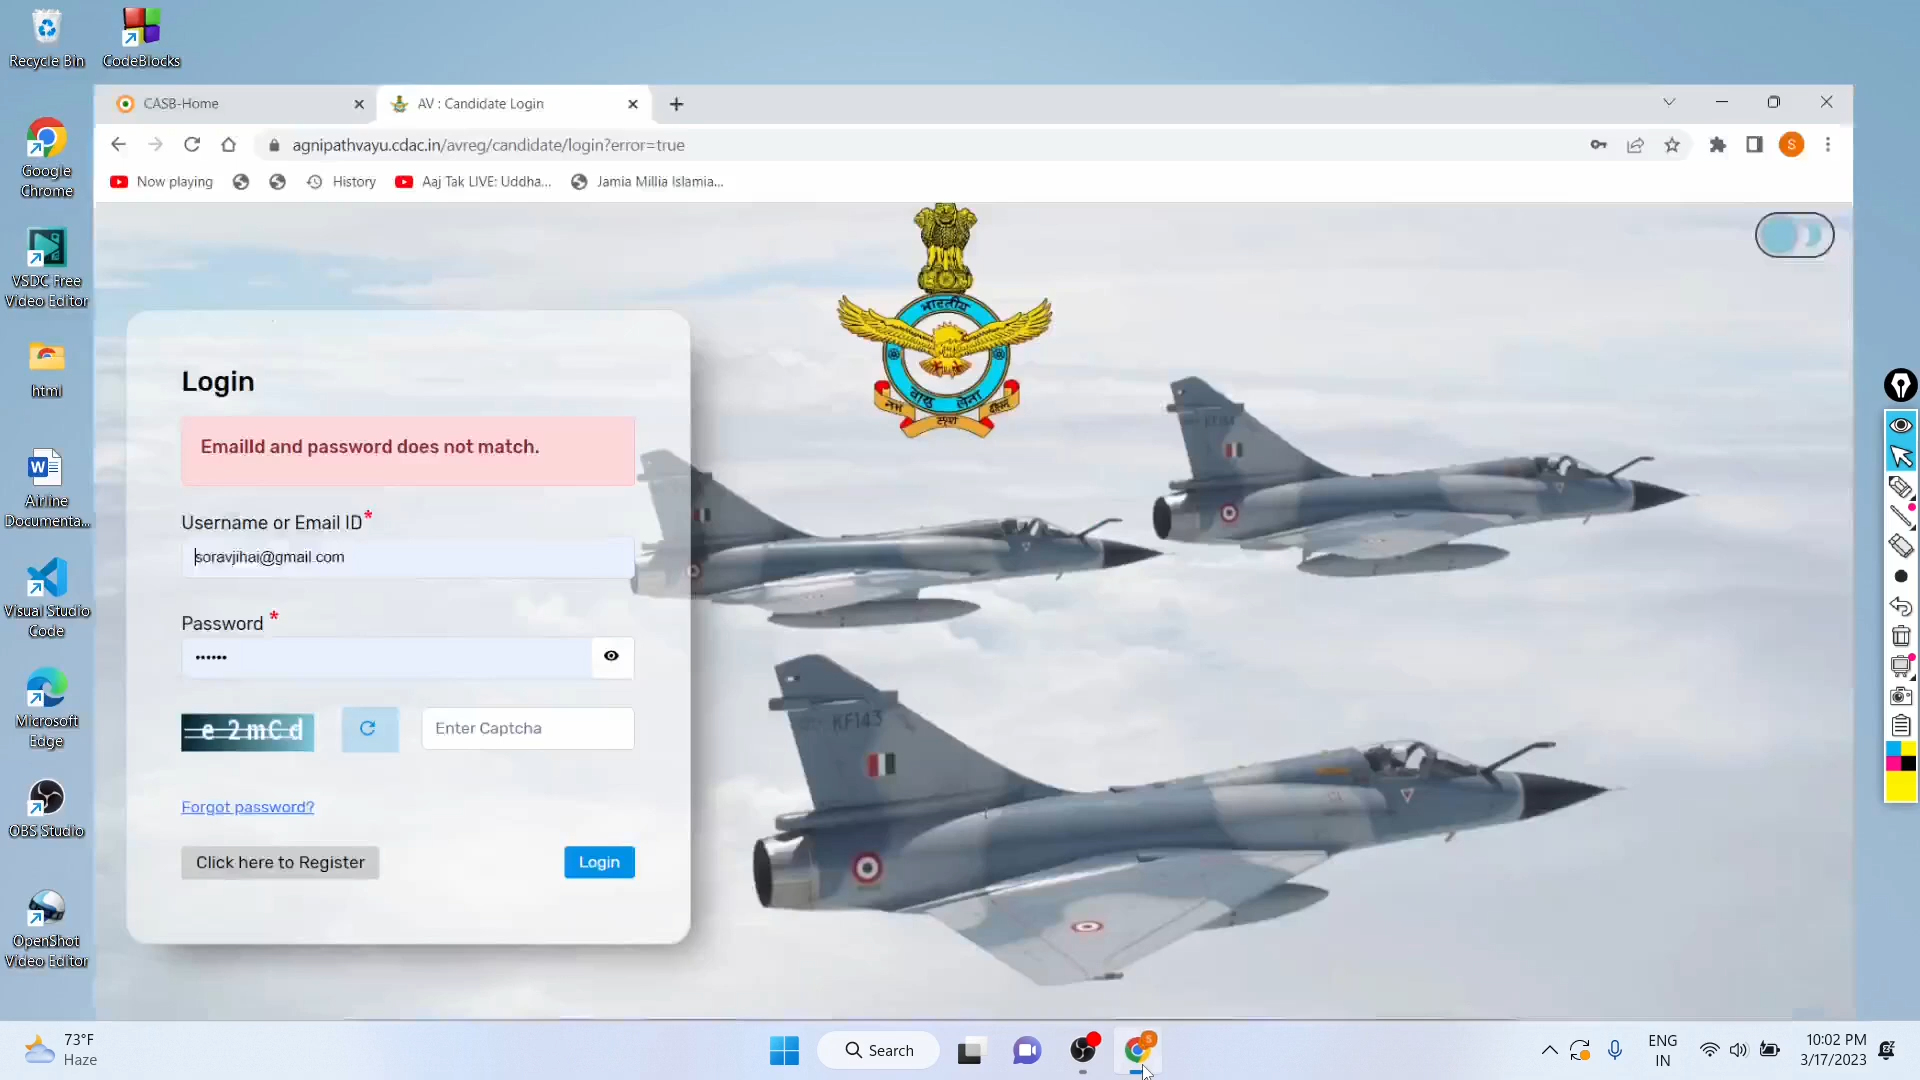 Recycle Bin
CodeBlocks
Google
Chrome
VSDC Free
Video Editor
html
Airline
Documenta...
Visual Studio
Code
Microsoft
Edge
OBS Studio
OpenShot
Video Editor
CASB-Home
AV : Candidate Login
agnipathvayu.cdac.in/avreg/candidate/login?error=true
S
Now playing
History
Aaj Tak LIVE: Uddha...
Jamia Millia Islamia...
भारतीय
वायु सेना
नभः स्पृश दीप्तम्
Login
EmailId and password does not match.
Username or Email ID*
soravjihai@gmail.com
Password *
••••••
e 2mCd
Enter Captcha
Forgot password?
Click here to Register
Login
KF143
73°F
Haze
Search
S
ENG
IN
10:02 PM
3/17/2023